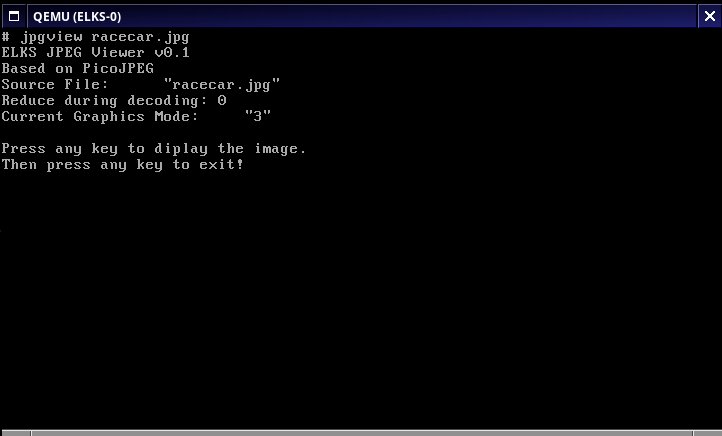 QEMU (ELKS-0)
# jpgview racecar.jpg
ELKS JPEG Viewer v0.1
Based on PicoJPEG
Source File:      "racecar.jpg"
Reduce during decoding: 0
Current Graphics Mode:     "3"
Press any key to diplay the image.
Then press any key to exit!